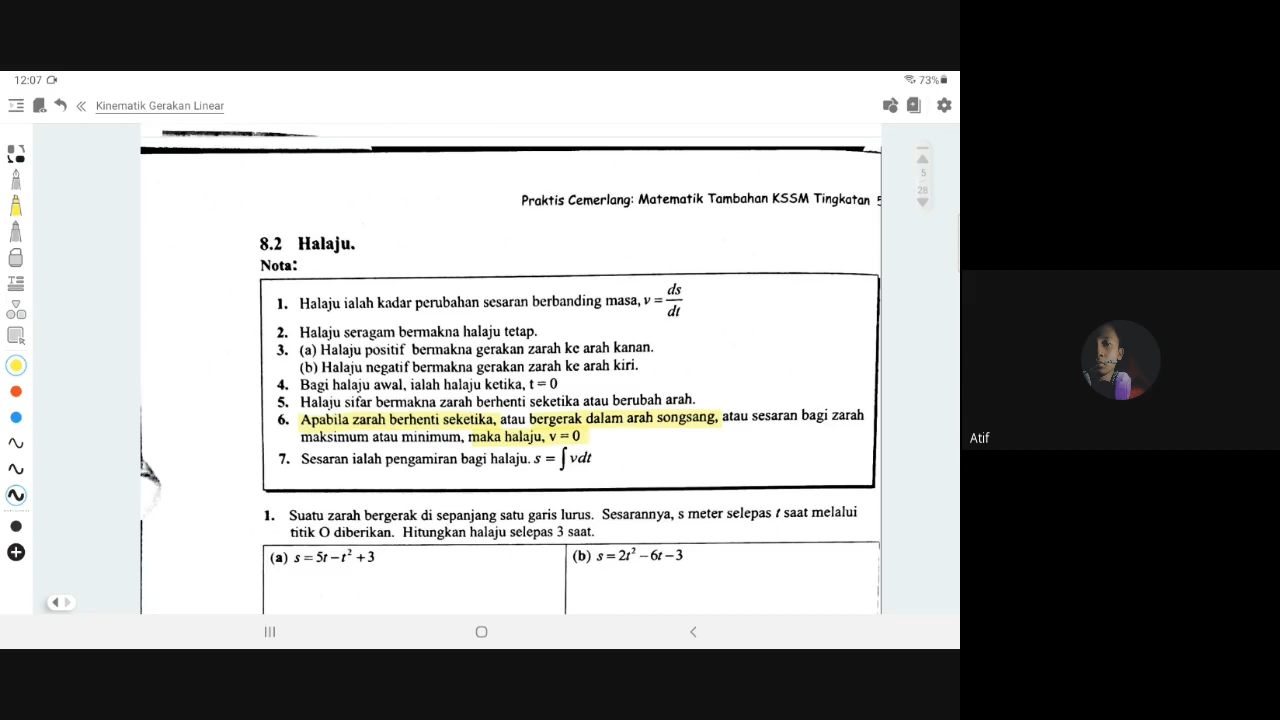 12:07
73%
Kinematik Gerakan Linear
5
28
Praktis Cemerlang: Matematik Tambahan KSSM Tingkatan 5
8.2 Halaju.
Nota:
1. Halaju ialah kadar perubahan sesaran berbanding masa, v = ds/dt
2. Halaju seragam bermakna halaju tetap.
3. (a) Halaju positif bermakna gerakan zarah ke arah kanan.
(b) Halaju negatif bermakna gerakan zarah ke arah kiri.
4. Bagi halaju awal, ialah halaju ketika, t = 0
5. Halaju sifar bermakna zarah berhenti seketika atau berubah arah.
6. Apabila zarah berhenti seketika, atau bergerak dalam arah songsang, atau sesaran bagi zarah
maksimum atau minimum, maka halaju, v = 0
7. Sesaran ialah pengamiran bagi halaju. s = ∫ vdt
1. Suatu zarah bergerak di sepanjang satu garis lurus. Sesarannya, s meter selepas t saat melalui
titik O diberikan. Hitungkan halaju selepas 3 saat.
(a) s = 5t − t² + 3
(b) s = 2t² − 6t − 3
Atif